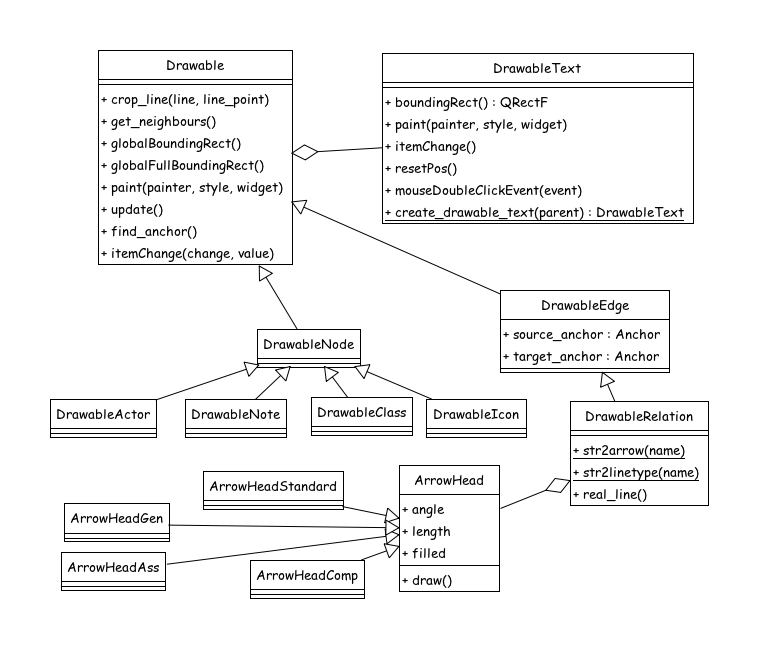 Drawable
+ crop_line(line, line_point)
+ get_neighbours()
+ globalBoundingRect()
+ globalFullBoundingRect()
+ paint(painter, style, widget)
+ update()
+ find_anchor()
+ itemChange(change, value)
DrawableText
+ boundingRect() : QRectF
+ paint(painter, style, widget)
+ itemChange()
+ resetPos()
+ mouseDoubleClickEvent(event)
+ create_drawable_text(parent) : DrawableText
DrawableEdge
+ source_anchor : Anchor
+ target_anchor : Anchor
DrawableNode
DrawableActor
DrawableNote
DrawableClass
DrawableIcon
DrawableRelation
+ str2arrow(name)
+ str2linetype(name)
+ real_line()
ArrowHead
+ angle
+ length
+ filled
+ draw()
ArrowHeadStandard
ArrowHeadGen
ArrowHeadAss
ArrowHeadComp